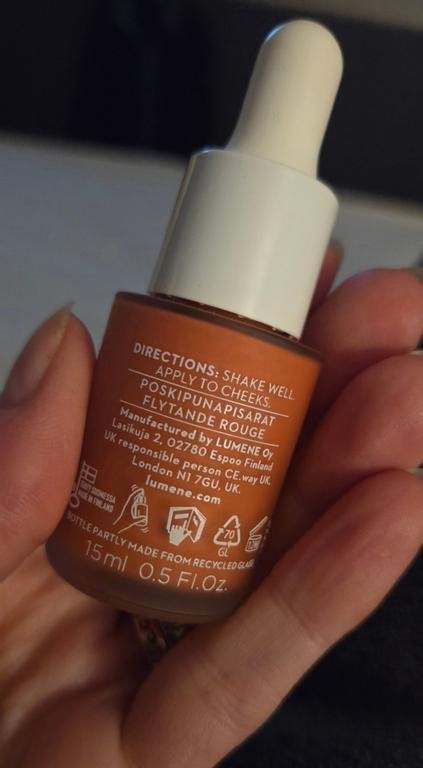 DIRECTIONS: SHAKE WELL.
APPLY TO CHEEKS.
POSKIPUNAPISARAT
FLYTANDE ROUGE
Manufactured by LUMENE Oy,
Lasikuja 2, 02780 Espoo Finland
UK responsible person CE.way UK,
London N1 7GU, UK.
lumene.com
MADE IN FINLAND
70
GL
BOTTLE PARTLY MADE FROM RECYCLED GLASS
15ml 0.5 Fl.Oz.